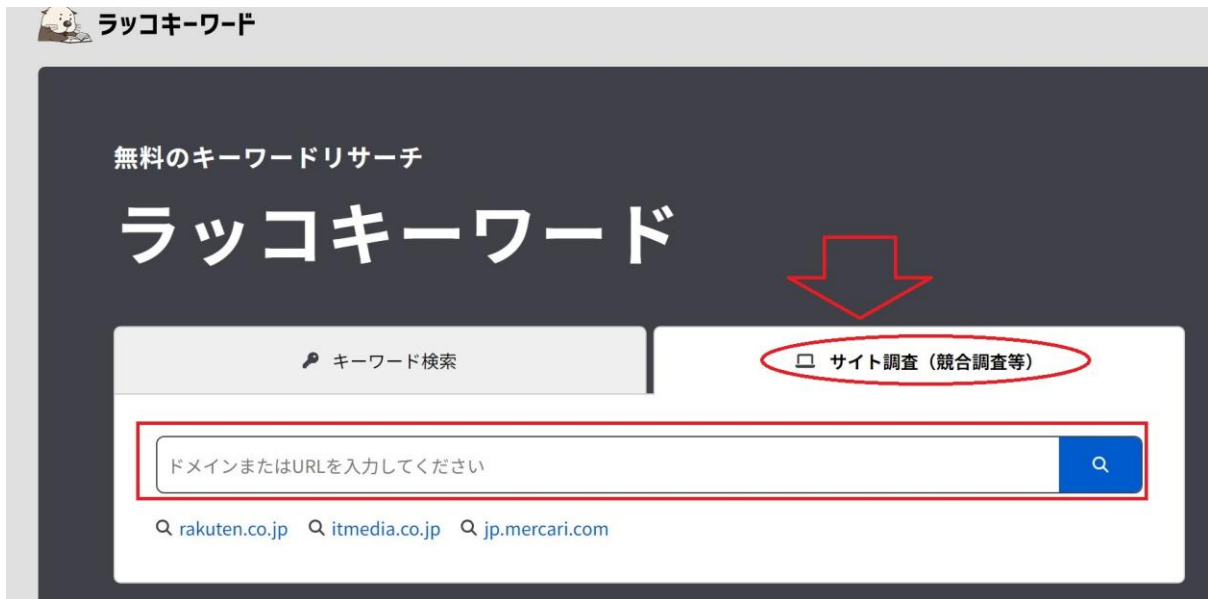 ラッコキーワード
無料のキーワードリサーチ
ラッコキーワード
キーワード検索
サイト調査（競合調査等）
ドメインまたはURLを入力してください
rakuten.co.jp itmedia.co.jp jp.mercari.com